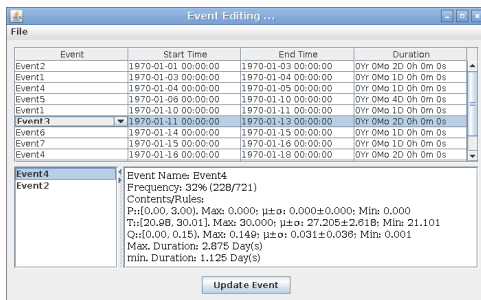 Event Editing ...
File
Event Start Time End Time Duration
Event2 1970-01-01 00:00:00 1970-01-03 00:00:00 0Yr 0Mo 2D 0h 0m 0s
Event1 1970-01-03 00:00:00 1970-01-04 00:00:00 0Yr 0Mo 1D 0h 0m 0s
Event4 1970-01-04 00:00:00 1970-01-05 00:00:00 0Yr 0Mo 1D 0h 0m 0s
Event5 1970-01-06 00:00:00 1970-01-10 00:00:00 0Yr 0Mo 4D 0h 0m 0s
Event1 1970-01-10 00:00:00 1970-01-11 00:00:00 0Yr 0Mo 1D 0h 0m 0s
Event3 1970-01-11 00:00:00 1970-01-13 00:00:00 0Yr 0Mo 2D 0h 0m 0s
Event6 1970-01-14 00:00:00 1970-01-15 00:00:00 0Yr 0Mo 1D 0h 0m 0s
Event7 1970-01-15 00:00:00 1970-01-16 00:00:00 0Yr 0Mo 1D 0h 0m 0s
Event4 1970-01-16 00:00:00 1970-01-18 00:00:00 0Yr 0Mo 2D 0h 0m 0s
Event4
Event2
Event Name: Event4
Frequency: 32% (228/721)
Contents/Rules:
P::[0.00, 3.00). Max: 0.000; μ±σ: 0.000±0.000; Min: 0.000
T::[20.98, 30.01). Max: 30.000; μ±σ: 27.205±2.618; Min: 21.101
Q::[0.00, 0.15). Max: 0.149; μ±σ: 0.031±0.036; Min: 0.001
Max. Duration: 2.875 Day(s)
min. Duration: 1.125 Day(s)
Update Event